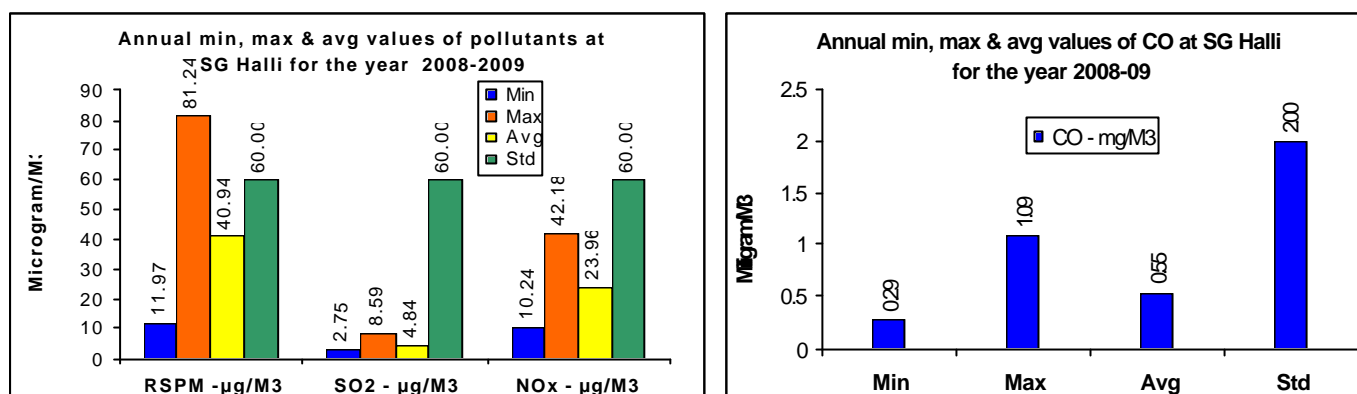 Annual min, max & avg values of pollutants at
SG Halli for the year 2008-2009
Microgram/M3
90
80
70
60
50
40
30
20
10
0
Min
Max
Avg
Std
11.97
81.24
40.94
60.00
2.75
8.59
4.84
60.00
10.24
42.18
23.96
60.00
RSPM -µg/M3
SO2 - µg/M3
NOx - µg/M3
Annual min, max & avg values of CO at SG Halli
for the year 2008-09
2.5
2
1.5
1
0.5
0
CO - mg/M3
0.29
1.09
0.55
2.00
Min
Max
Avg
Std